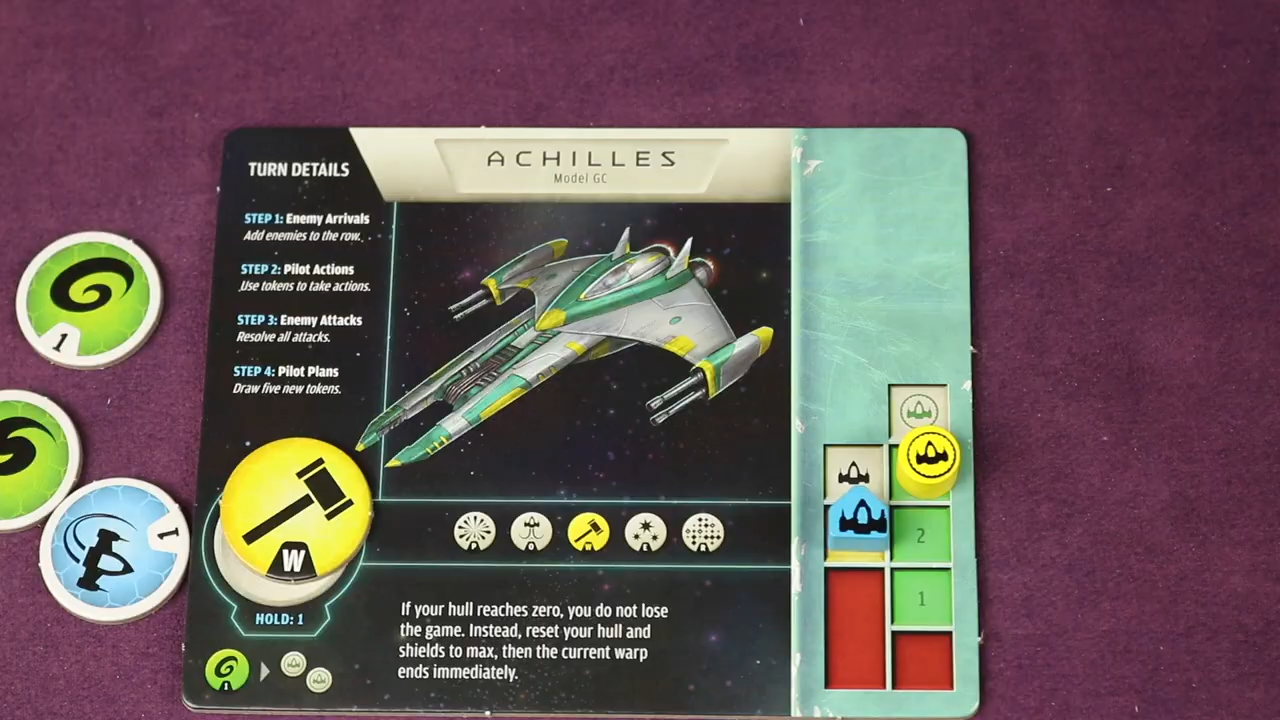 ACHILLES
Model GC
TURN DETAILS
STEP 1: Enemy Arrivals
Add enemies to the row.
STEP 2: Pilot Actions
Use tokens to take actions.
STEP 3: Enemy Attacks
Resolve all attacks.
STEP 4: Pilot Plans
Draw five new tokens.
1
1
W
HOLD: 1
1
P
O
W
E
R
If your hull reaches zero, you do not lose
the game. Instead, reset your hull and
shields to max, then the current warp
ends immediately.
2
1